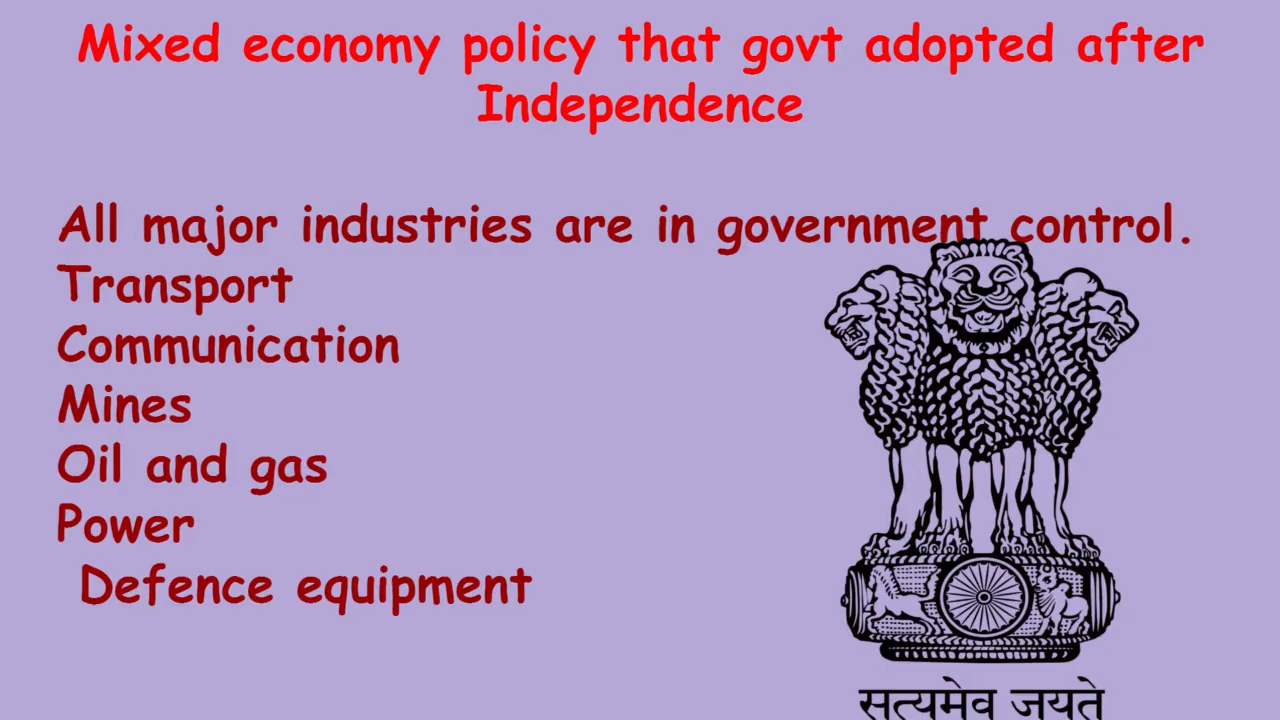 Mixed economy policy that govt adopted after
Independence
All major industries are in government control.
Transport
Communication
Mines
Oil and gas
Power
Defence equipment
सत्यमेव जयते